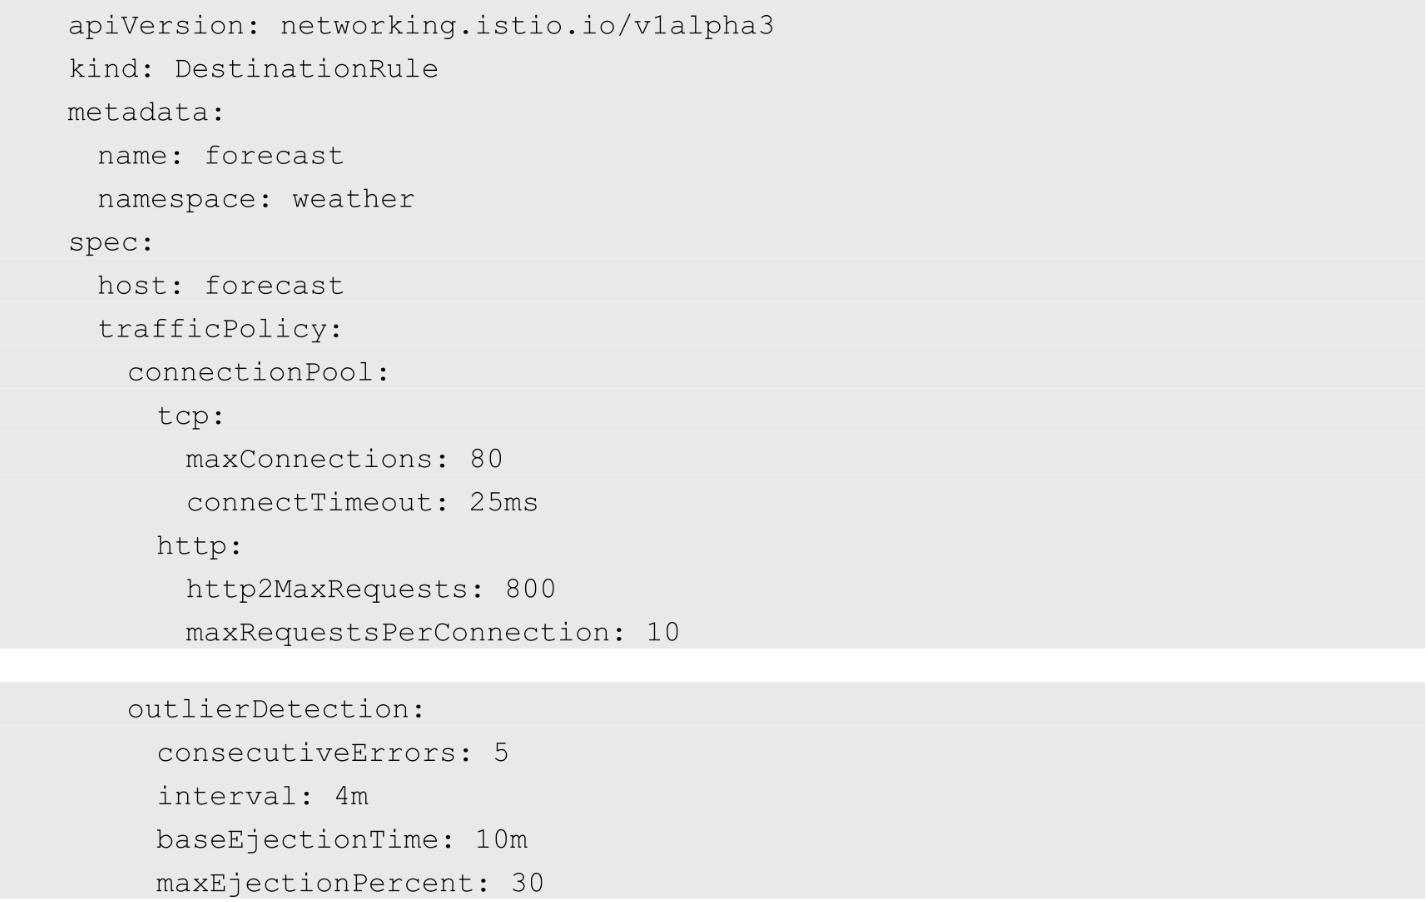 apiVersion: networking.istio.io/v1alpha3
kind: DestinationRule
metadata:
  name: forecast
  namespace: weather
spec:
  host: forecast
  trafficPolicy:
    connectionPool:
      tcp:
        maxConnections: 80
        connectTimeout: 25ms
      http:
        http2MaxRequests: 800
        maxRequestsPerConnection: 10
    outlierDetection:
      consecutiveErrors: 5
      interval: 4m
      baseEjectionTime: 10m
      maxEjectionPercent: 30